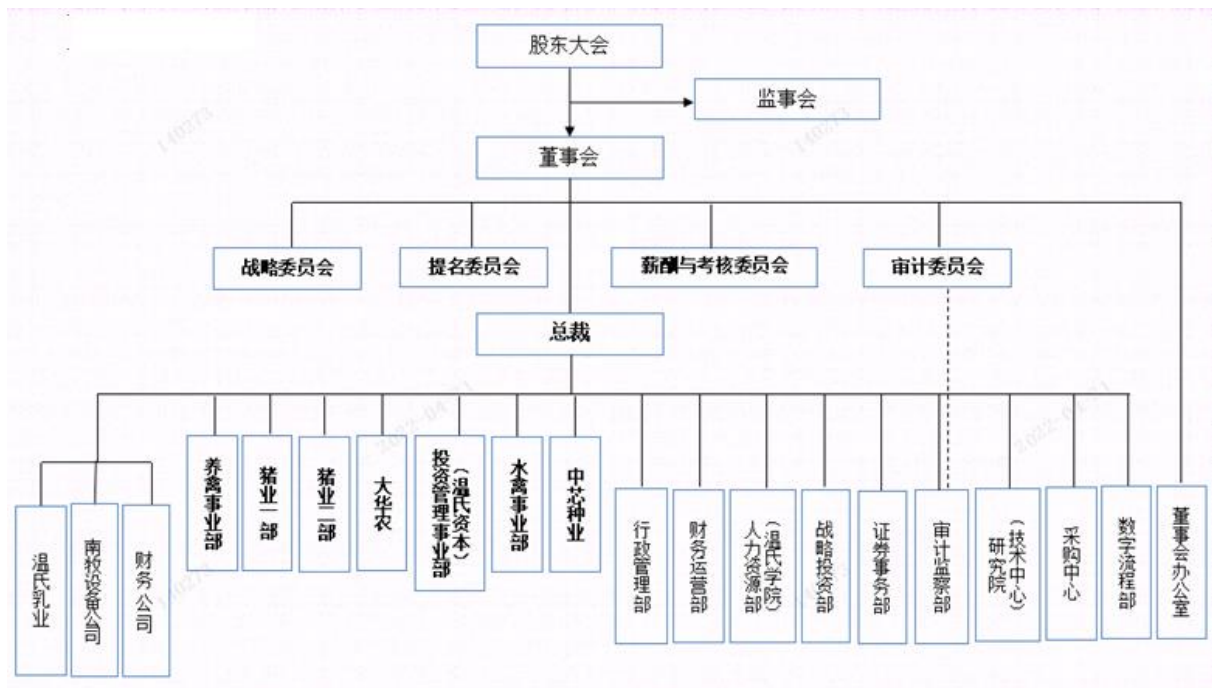 股东大会
监事会
董事会
战略委员会
提名委员会
薪酬与考核委员会
审计委员会
总裁
养禽事业部
猪业一部
猪业二部
大华农
投资管理事业部
（温氏资本）
水禽事业部
中芯种业
温氏乳业
南牧设备公司
财务公司
行政管理部
财务运营部
人力资源部
（温氏学院）
战略投资部
证券事务部
审计监察部
研究院
（技术中心）
采购中心
数字流程部
董事会办公室
140273
140273
140273
140273